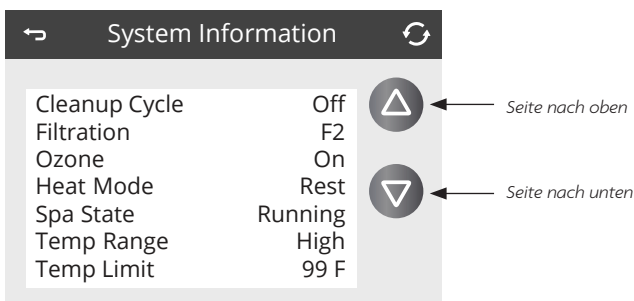 System Information
Cleanup Cycle Off
Filtration F2
Ozone On
Heat Mode Rest
Spa State Running
Temp Range High
Temp Limit 99 F
Seite nach oben
Seite nach unten